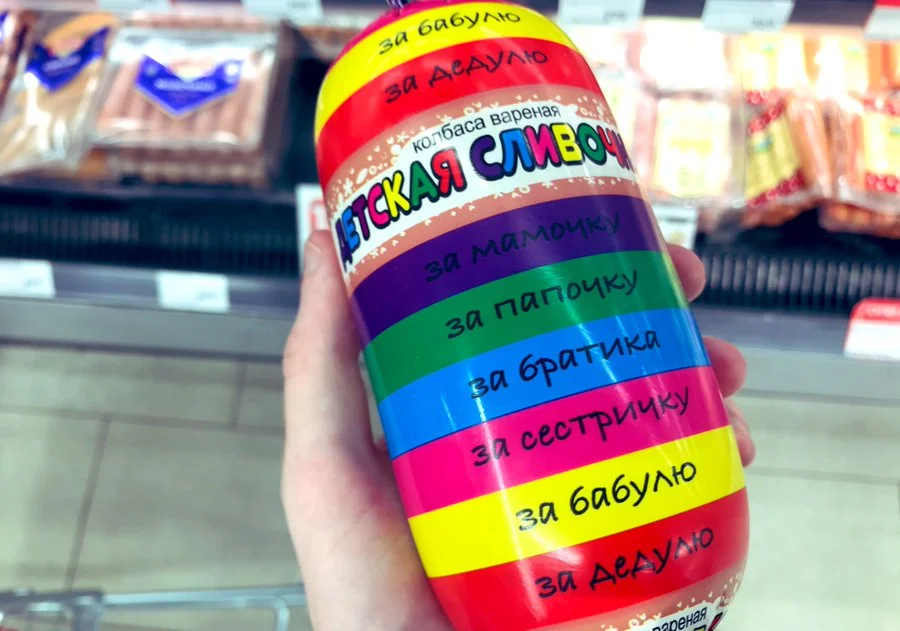 за бабулю
за дедулю
колбаса вареная
ДЕТСКАЯ СЛИВОЧ
за мамочку
за папочку
за братика
за сестричку
за бабулю
за дедулю
вареная